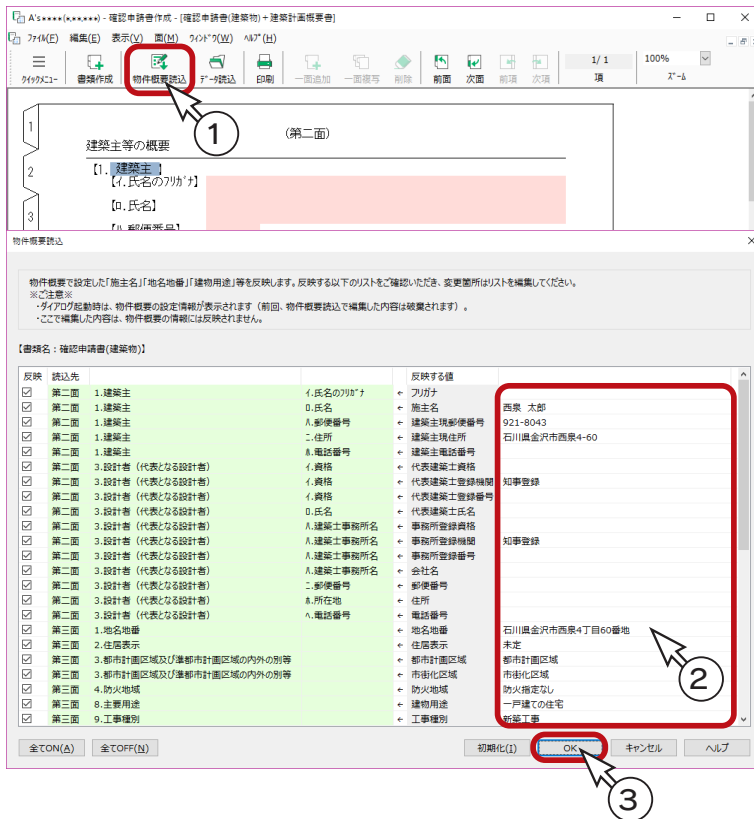 A's****(*.**,***) - 確認申請書作成 - [確認申請書(建築物)+建築計画概要書]
ファイル(F) 編集(E) 表示(V) 面(M) ウィンドウ(W) ヘルプ(H)
クイックメニュー 書類作成 物件概要読込 データ読込 印刷 一面追加 一面複写 削除 前面 次面 前項 次項 1/ 1 項 100% ズーム
1
(第二面)
1
建築主等の概要
2
【1. 建築主 】
【イ.氏名のフリガナ】
【ロ.氏名】
3
【ハ.郵便番号】
物件概要読込
物件概要で設定した「施主名」「地名地番」「建物用途」等を反映します。反映する以下のリストをご確認いただき、変更箇所はリストを編集してください。
※ご注意※
・ダイアログ起動時は、物件概要の設定情報が表示されます（前回、物件概要読込で編集した内容は破棄されます）。
・ここで編集した内容は、物件概要の情報には反映されません。
【書類名：確認申請書(建築物)】
反映 読込先 反映する値
第二面 1.建築主 イ.氏名のフリガナ ← フリガナ
第二面 1.建築主 ロ.氏名 ← 施主名 西泉 太郎
第二面 1.建築主 ハ.郵便番号 ← 建築主現郵便番号 921-8043
第二面 1.建築主 ニ.住所 ← 建築主現住所 石川県金沢市西泉4-60
第二面 1.建築主 ホ.電話番号 ← 建築主電話番号
第二面 3.設計者（代表となる設計者） イ.資格 ← 代表建築士資格
第二面 3.設計者（代表となる設計者） イ.資格 ← 代表建築士登録機関 知事登録
第二面 3.設計者（代表となる設計者） イ.資格 ← 代表建築士登録番号
第二面 3.設計者（代表となる設計者） ロ.氏名 ← 代表建築士氏名
第二面 3.設計者（代表となる設計者） ハ.建築士事務所名 ← 事務所登録資格
第二面 3.設計者（代表となる設計者） ハ.建築士事務所名 ← 事務所登録機関 知事登録
第二面 3.設計者（代表となる設計者） ハ.建築士事務所名 ← 事務所登録番号
第二面 3.設計者（代表となる設計者） ハ.建築士事務所名 ← 会社名
第二面 3.設計者（代表となる設計者） ニ.郵便番号 ← 郵便番号
第二面 3.設計者（代表となる設計者） ホ.所在地 ← 住所
第二面 3.設計者（代表となる設計者） ヘ.電話番号 ← 電話番号
第三面 1.地名地番 ← 地名地番 石川県金沢市西泉4丁目60番地
第三面 2.住居表示 ← 住居表示 未定
第三面 3.都市計画区域及び準都市計画区域の内外の別等 ← 都市計画区域 都市計画区域
第三面 3.都市計画区域及び準都市計画区域の内外の別等 ← 市街化区域 市街化区域
第三面 4.防火地域 ← 防火地域 防火指定なし
第三面 8.主要用途 ← 建物用途 一戸建ての住宅
第三面 9.工事種別 ← 工事種別 新築工事
2
全てON(A) 全てOFF(N) 初期化(I) OK キャンセル ヘルプ
3